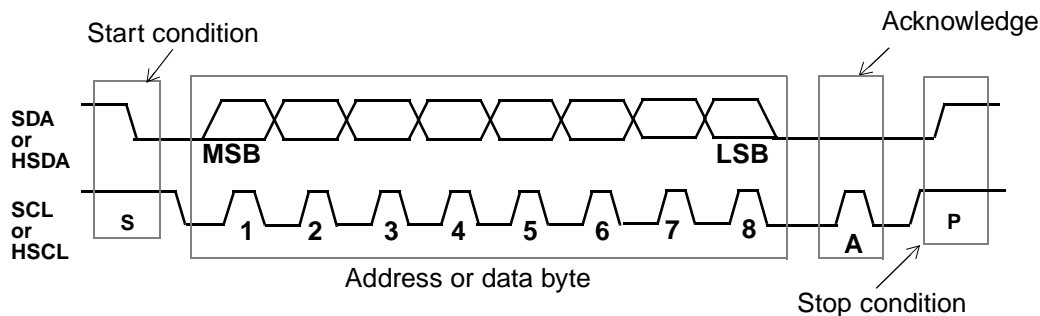 Start condition
Acknowledge
SDA
or
HSDA
MSB
LSB
SCL
or
HSCL
S
1 2 3 4 5 6 7 8
A
P
Address or data byte
Stop condition